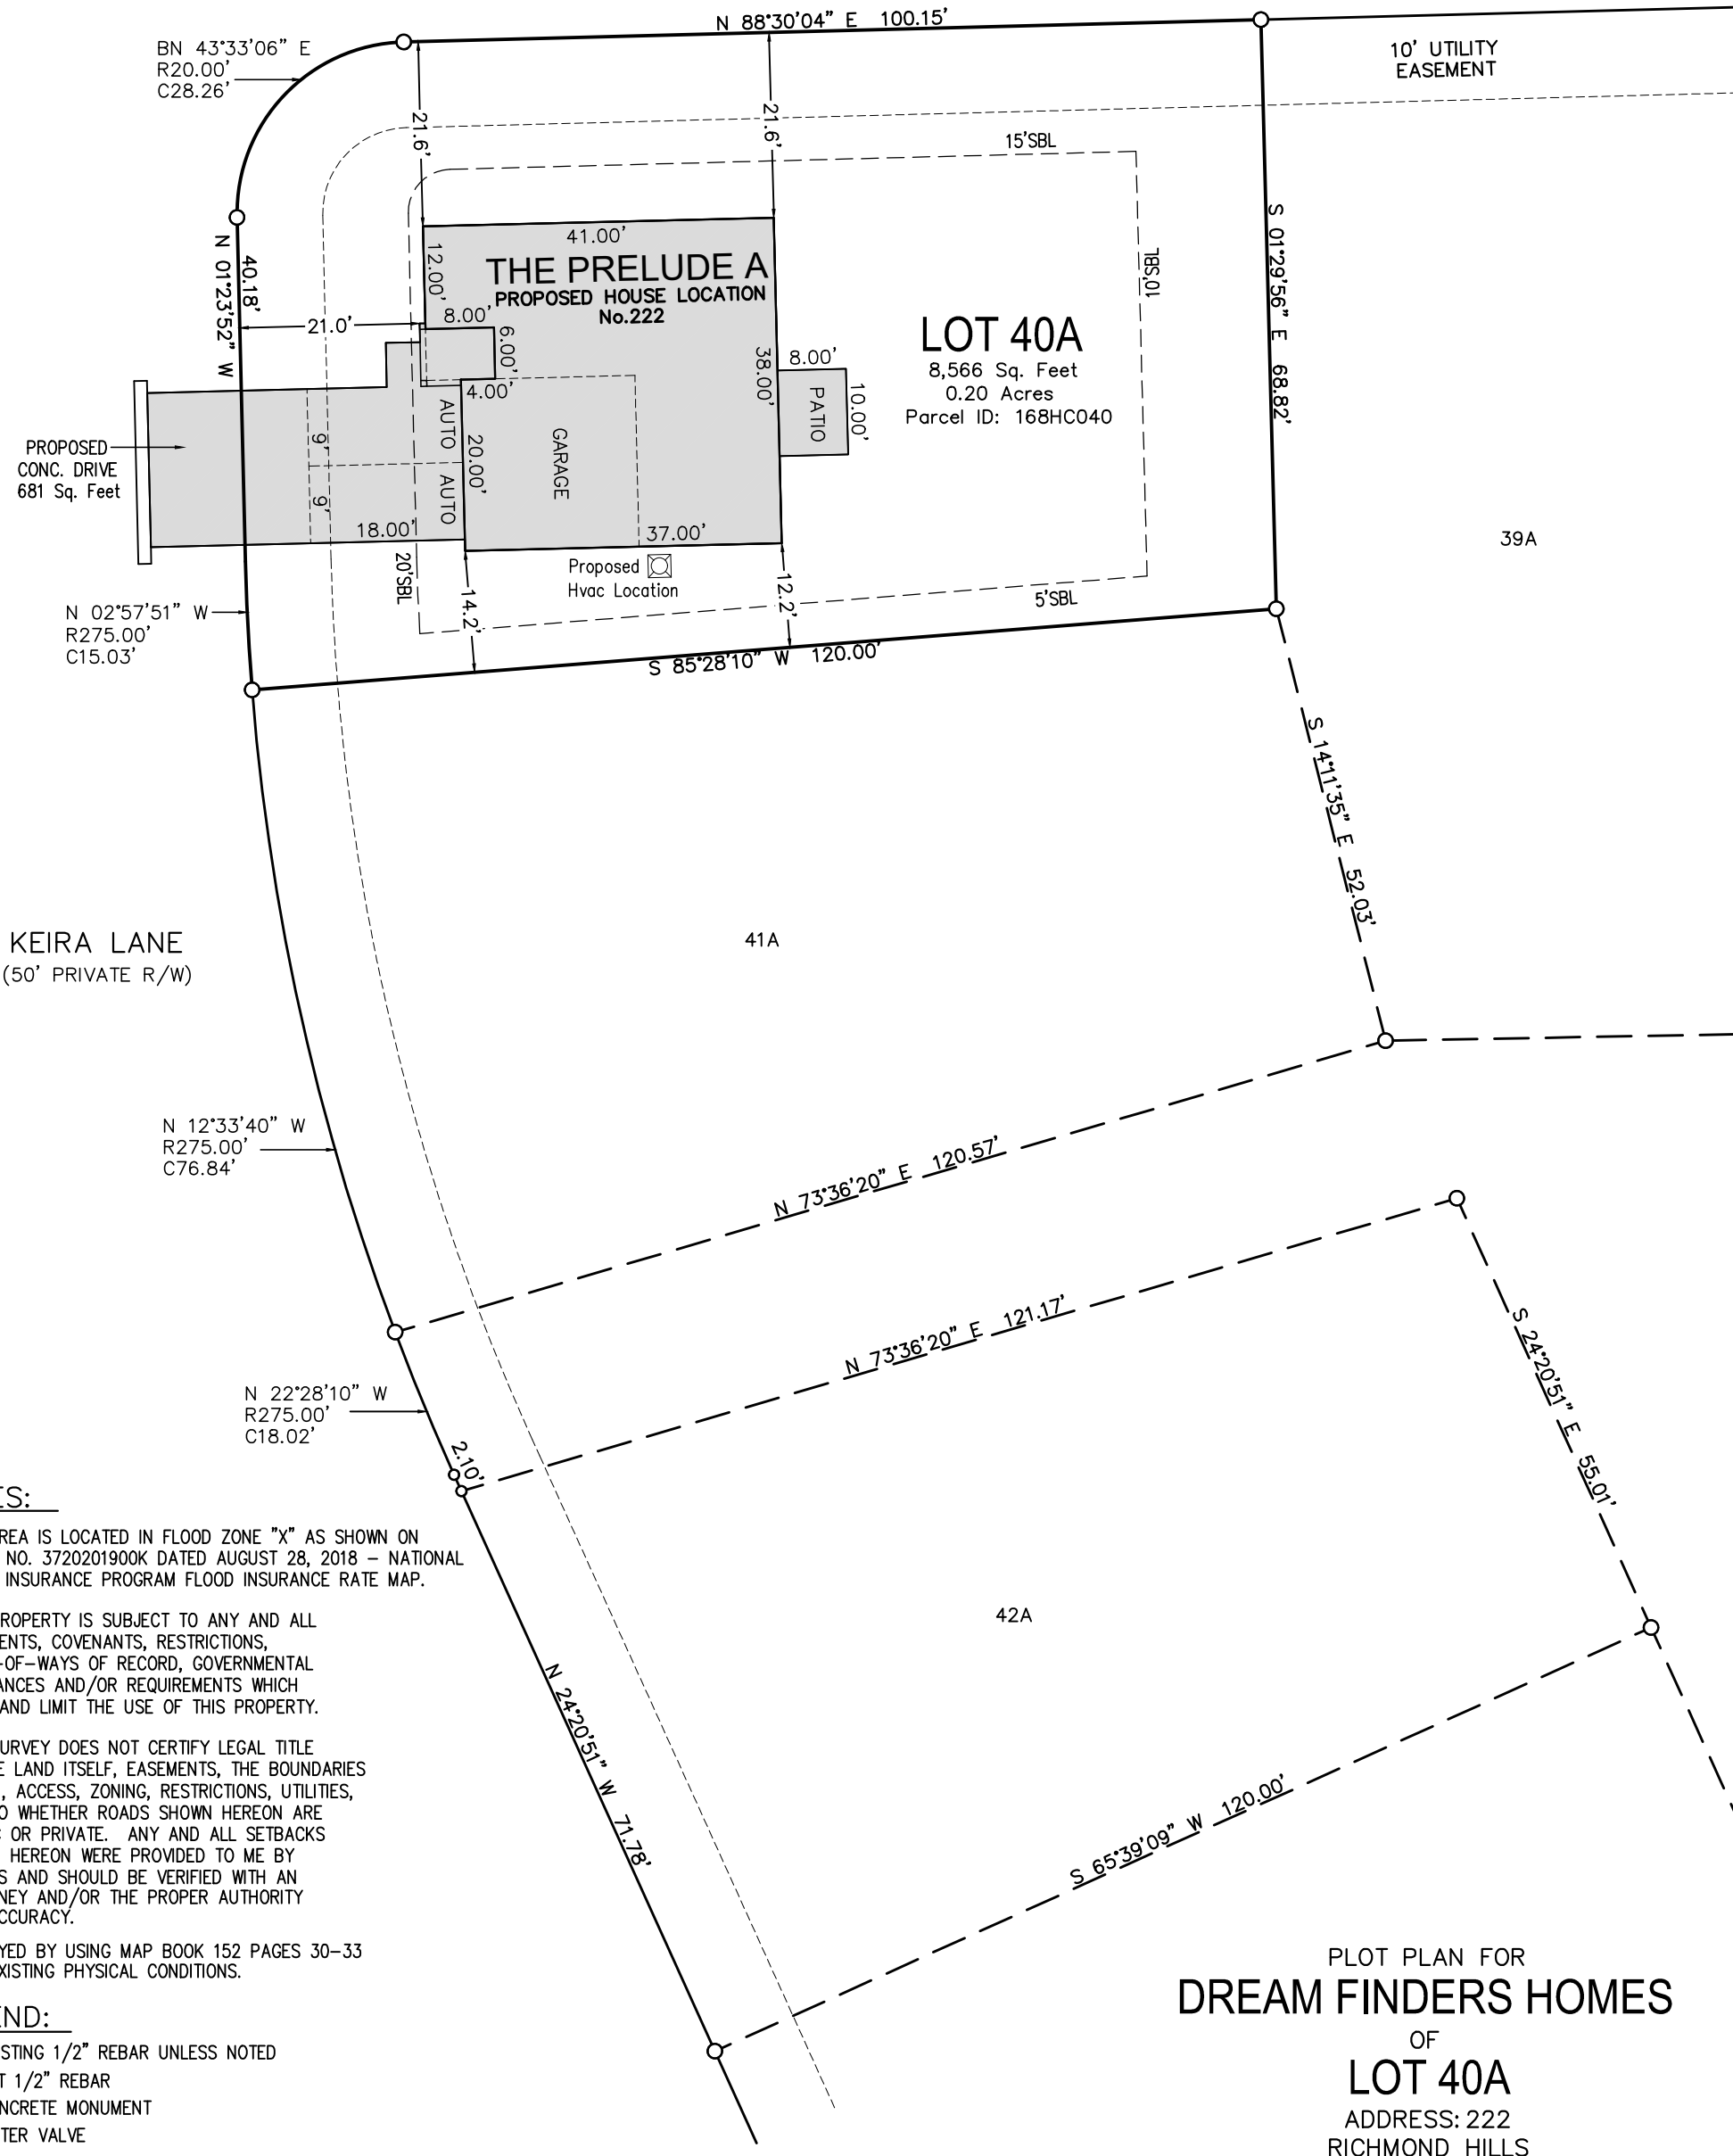 N 88°30'04" E 100.15'
BN 43°33'06" E
R20.00'
C28.26'
10' UTILITY
EASEMENT
21.6'
21.6'
15'SBL
N 01°23'52" W
40.18'
41.00'
12.00'
THE PRELUDE A
PROPOSED HOUSE LOCATION
No.222
8.00'
6.00'
21.0'
4.00'
38.00'
8.00'
PATIO
10.00'
LOT 40A
8,566 Sq. Feet
0.20 Acres
Parcel ID: 168HC040
10'SBL
S 01°29'56" E 68.82'
PROPOSED
CONC. DRIVE
681 Sq. Feet
9'
9'
AUTO
AUTO
20.00'
GARAGE
18.00'
37.00'
20'SBL
Proposed
Hvac Location
14.2'
12.2'
5'SBL
39A
N 02°57'51" W
R275.00'
C15.03'
S 85°28'10" W 120.00'
S 14°11'35" E 52.03'
KEIRA LANE
(50' PRIVATE R/W)
41A
N 12°33'40" W
R275.00'
C76.84'
N 73°36'20" E 120.57'
N 73°36'20" E 121.17'
N 22°28'10" W
R275.00'
C18.02'
2.10'
S 24°20'51" E 55.01'
42A
N 24°20'51" W 71.78'
S 65°39'09" W 120.00'
ES:
REA IS LOCATED IN FLOOD ZONE "X" AS SHOWN ON
NO. 3720201900K DATED AUGUST 28, 2018 – NATIONAL
INSURANCE PROGRAM FLOOD INSURANCE RATE MAP.
ROPERTY IS SUBJECT TO ANY AND ALL
ENTS, COVENANTS, RESTRICTIONS,
-OF-WAYS OF RECORD, GOVERNMENTAL
ANCES AND/OR REQUIREMENTS WHICH
AND LIMIT THE USE OF THIS PROPERTY.
URVEY DOES NOT CERTIFY LEGAL TITLE
E LAND ITSELF, EASEMENTS, THE BOUNDARIES
, ACCESS, ZONING, RESTRICTIONS, UTILITIES,
O WHETHER ROADS SHOWN HEREON ARE
C OR PRIVATE. ANY AND ALL SETBACKS
HEREON WERE PROVIDED TO ME BY
S AND SHOULD BE VERIFIED WITH AN
NEY AND/OR THE PROPER AUTHORITY
CCURACY.
YED BY USING MAP BOOK 152 PAGES 30-33
XISTING PHYSICAL CONDITIONS.
END:
STING 1/2" REBAR UNLESS NOTED
T 1/2" REBAR
NCRETE MONUMENT
TER VALVE
PLOT PLAN FOR
DREAM FINDERS HOMES
OF
LOT 40A
ADDRESS: 222
RICHMOND HILLS